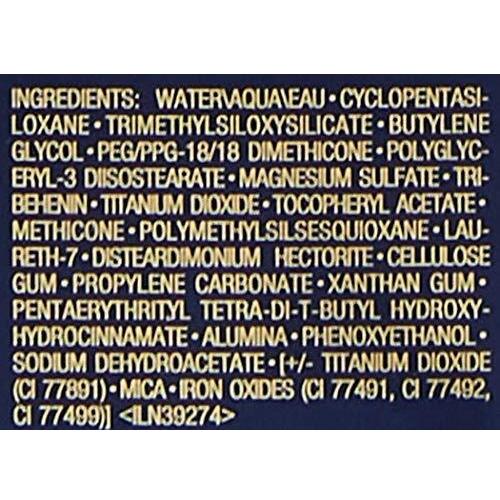 INGREDIENTS: WATER\AQUA\EAU • CYCLOPENTASI-
LOXANE • TRIMETHYLSILOXYSILICATE • BUTYLENE
GLYCOL • PEG/PPG-18/18 DIMETHICONE • POLYGLYC-
ERYL-3 DIISOSTEARATE • MAGNESIUM SULFATE • TRI-
BEHENIN • TITANIUM DIOXIDE • TOCOPHERYL ACETATE •
METHICONE • POLYMETHYLSILSESQUIOXANE • LAU-
RETH-7 • DISTEARDIMONIUM HECTORITE • CELLULOSE
GUM • PROPYLENE CARBONATE • XANTHAN GUM •
PENTAERYTHRITYL TETRA-DI-T-BUTYL HYDROXY-
HYDROCINNAMATE • ALUMINA • PHENOXYETHANOL •
SODIUM DEHYDROACETATE • [+/- TITANIUM DIOXIDE
(CI 77891) • MICA • IRON OXIDES (CI 77491, CI 77492,
CI 77499)] <ILN39274>